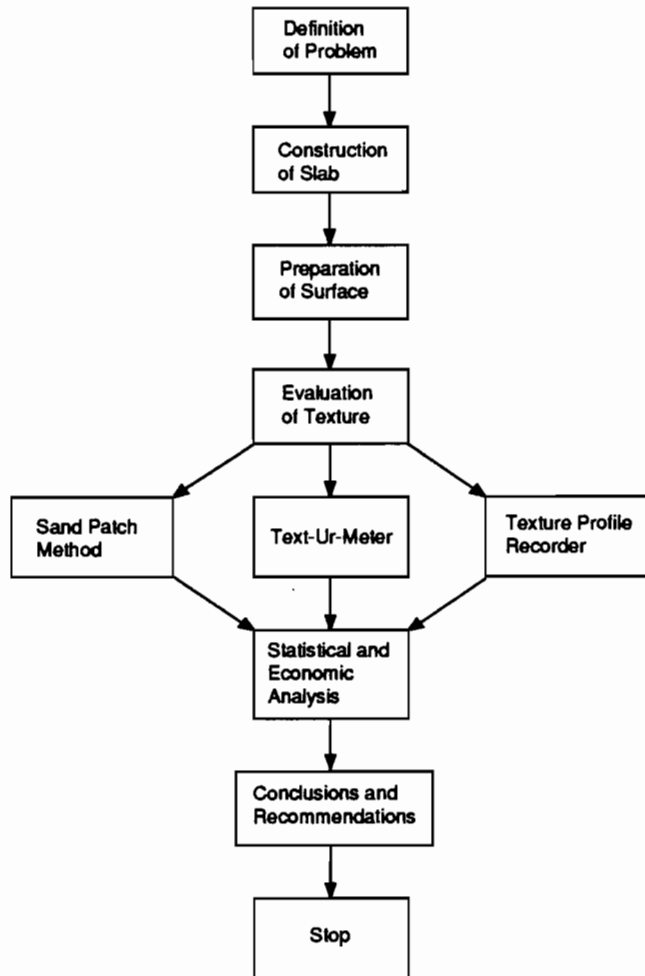 Definition
of Problem
Construction
of Slab
Preparation
of Surface
Evaluation
of Texture
Sand Patch
Method
Text-Ur-Meter
Texture Profile
Recorder
Statistical and
Economic
Analysis
Conclusions and
Recommendations
Stop